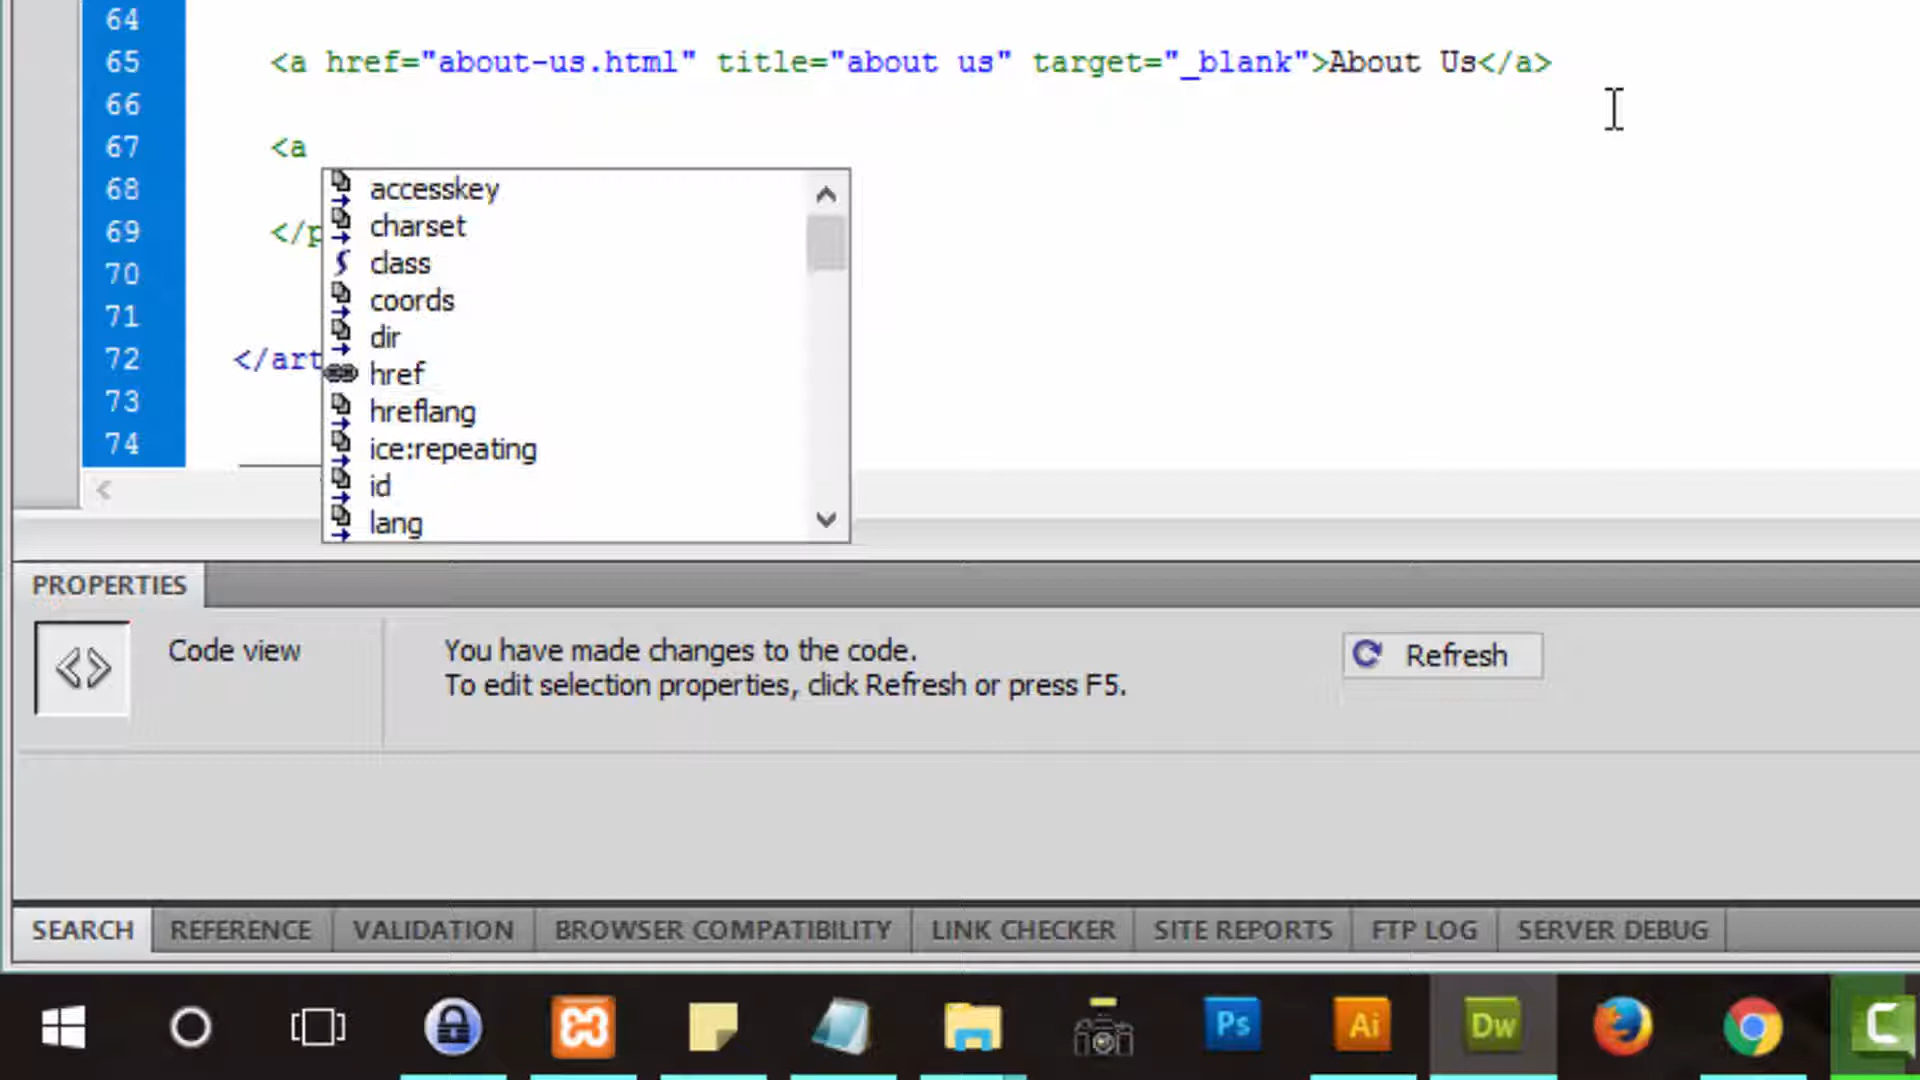 64
65 <a href="about-us.html" title="about us" target="_blank">About Us</a>
66
67 <a
68
69 </p
70
71
72 </art
73
74
accesskey
charset
class
coords
dir
href
hreflang
ice:repeating
id
lang
PROPERTIES
Code view
You have made changes to the code.
To edit selection properties, click Refresh or press F5.
Refresh
SEARCH REFERENCE VALIDATION BROWSER COMPATIBILITY LINK CHECKER SITE REPORTS FTP LOG SERVER DEBUG
Ps Ai Dw C